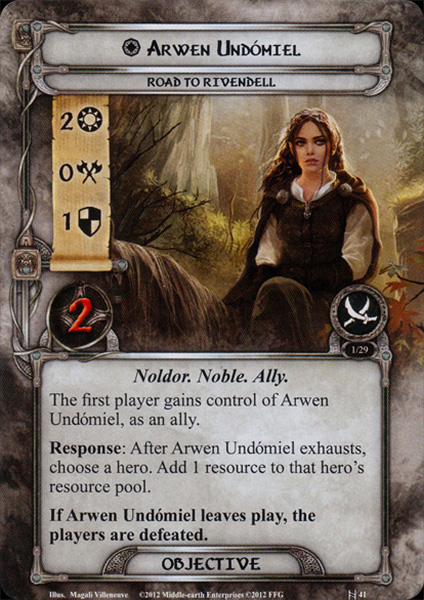 Arwen Undómiel
Road to Rivendell
2
0
1
2
1/29
Noldor. Noble. Ally.
The first player gains control of Arwen
Undómiel, as an ally.
Response: After Arwen Undómiel exhausts,
choose a hero. Add 1 resource to that hero's
resource pool.
If Arwen Undómiel leaves play, the
players are defeated.
Objective
Illus. Magali Villeneuve ©2012 Middle-earth Enterprises ©2012 FFG 41